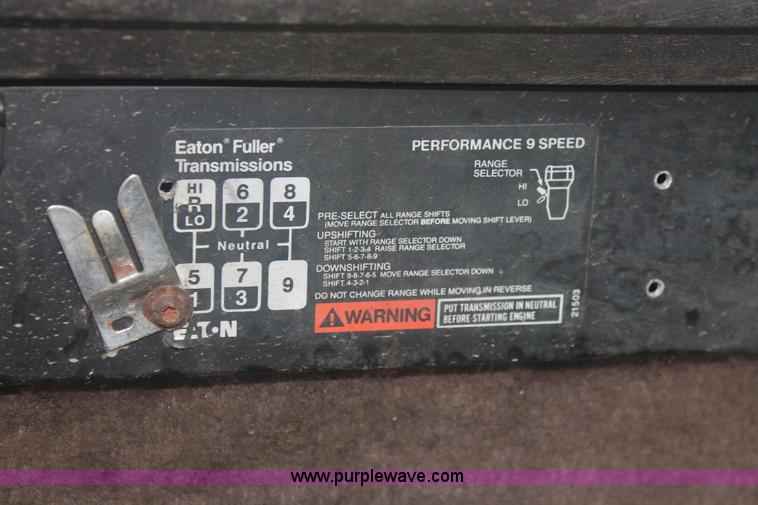 Eaton® Fuller®
Transmissions
PERFORMANCE 9 SPEED
RANGE
SELECTOR
HI
LO
HI 6 8
R
LO 2 4
Neutral
5 7 9
1 3
PRE-SELECT ALL RANGE SHIFTS
(MOVE RANGE SELECTOR BEFORE MOVING SHIFT LEVER)
UPSHIFTING
START WITH RANGE SELECTOR DOWN
SHIFT 1-2-3-4 RAISE RANGE SELECTOR
SHIFT 5-6-7-8-9
DOWNSHIFTING
SHIFT 9-8-7-6-5 MOVE RANGE SELECTOR DOWN
SHIFT 4-3-2-1
DO NOT CHANGE RANGE WHILE MOVING IN REVERSE
WARNING
PUT TRANSMISSION IN NEUTRAL
BEFORE STARTING ENGINE
21503
EATON
www.purplewave.com